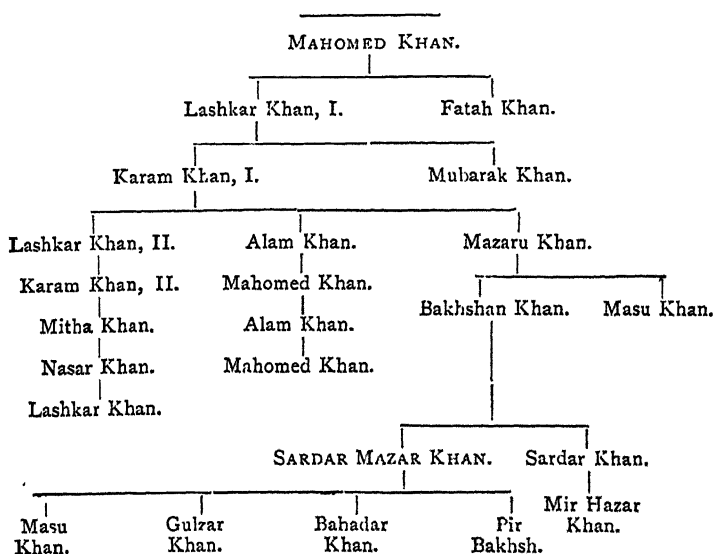 MAHOMED KHAN.
Lashkar Khan, I. Fatah Khan.
Karam Khan, I. Mubarak Khan.
Lashkar Khan, II. Alam Khan. Mazaru Khan.
Karam Khan, II. Mahomed Khan.
Bakhshan Khan. Masu Khan.
Mitha Khan. Alam Khan.
Nasar Khan. Mahomed Khan.
Lashkar Khan.
SARDAR MAZAR KHAN. Sardar Khan.
Mir Hazar
Khan.
Masu Gulzar Bahadar Pir
Khan. Khan. Khan. Bakhsh.